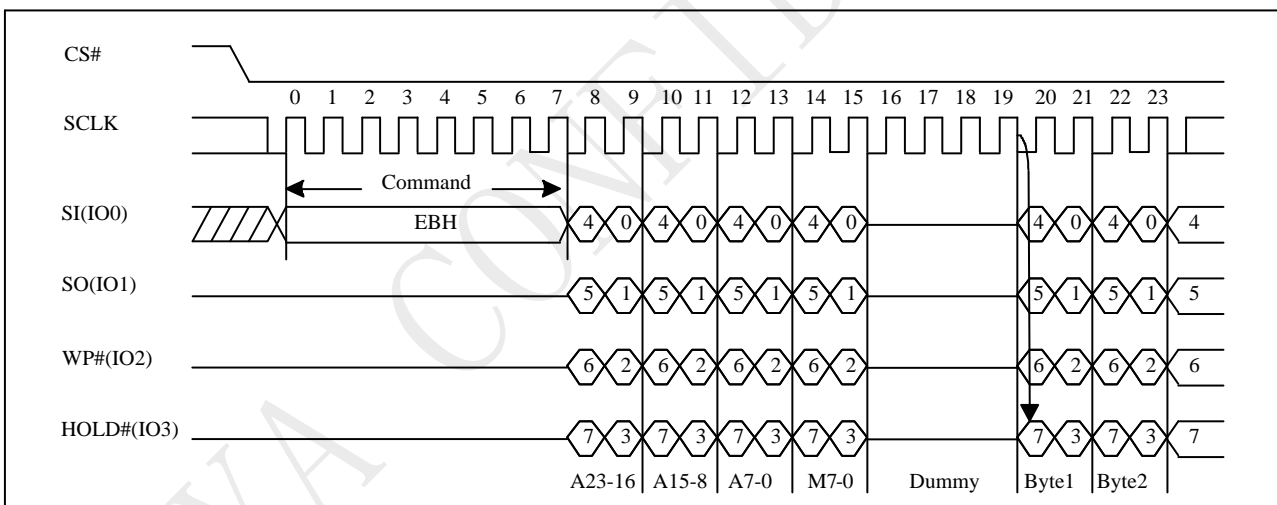 CS#
0 1 2 3 4 5 6 7 8 9 10 11 12 13 14 15 16 17 18 19 20 21 22 23
SCLK
Command
SI(IO0) EBH 4 0 4 0 4 0 4 0 4 0 4 0 4
SO(IO1) 5 1 5 1 5 1 5 1 5 1 5 1 5
WP#(IO2) 6 2 6 2 6 2 6 2 6 2 6 2 6
HOLD#(IO3) 7 3 7 3 7 3 7 3 7 3 7 3 7
A23-16 A15-8 A7-0 M7-0 Dummy Byte1 Byte2